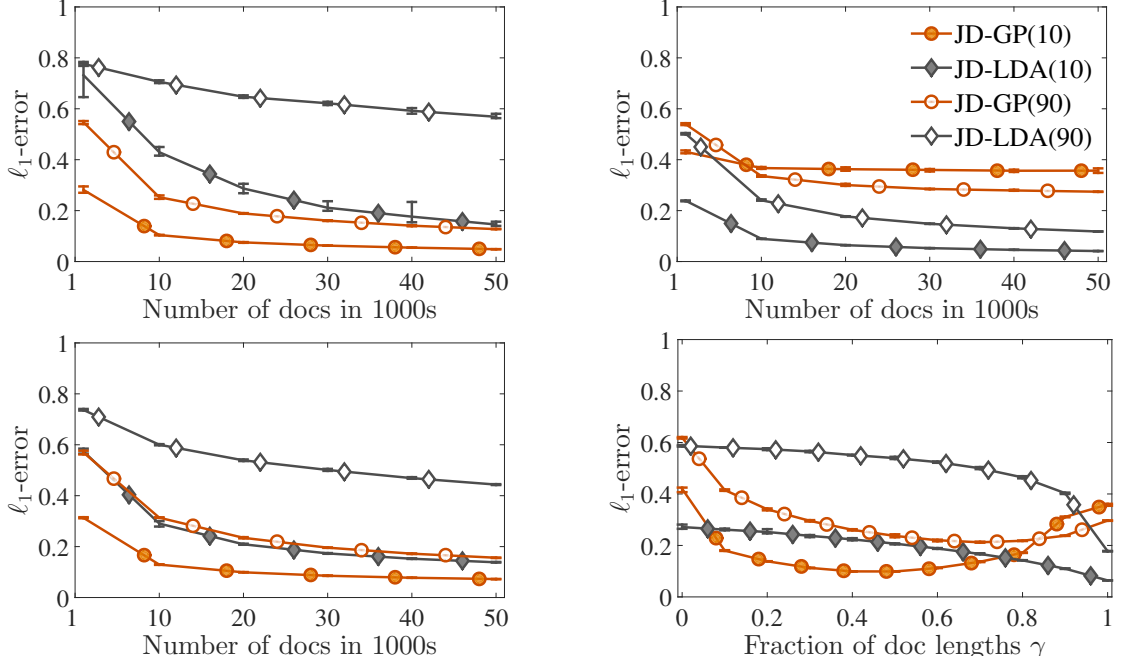 ℓ1-error
1
0.8
0.6
0.4
0.2
0
1 10 20 30 40 50
Number of docs in 1000s
ℓ1-error
1
0.8
0.6
0.4
0.2
0
1 10 20 30 40 50
Number of docs in 1000s
JD-GP(10)
JD-LDA(10)
JD-GP(90)
JD-LDA(90)
ℓ1-error
1
0.8
0.6
0.4
0.2
0
1 10 20 30 40 50
Number of docs in 1000s
ℓ1-error
1
0.8
0.6
0.4
0.2
0
0 0.2 0.4 0.6 0.8 1
Fraction of doc lengths γ